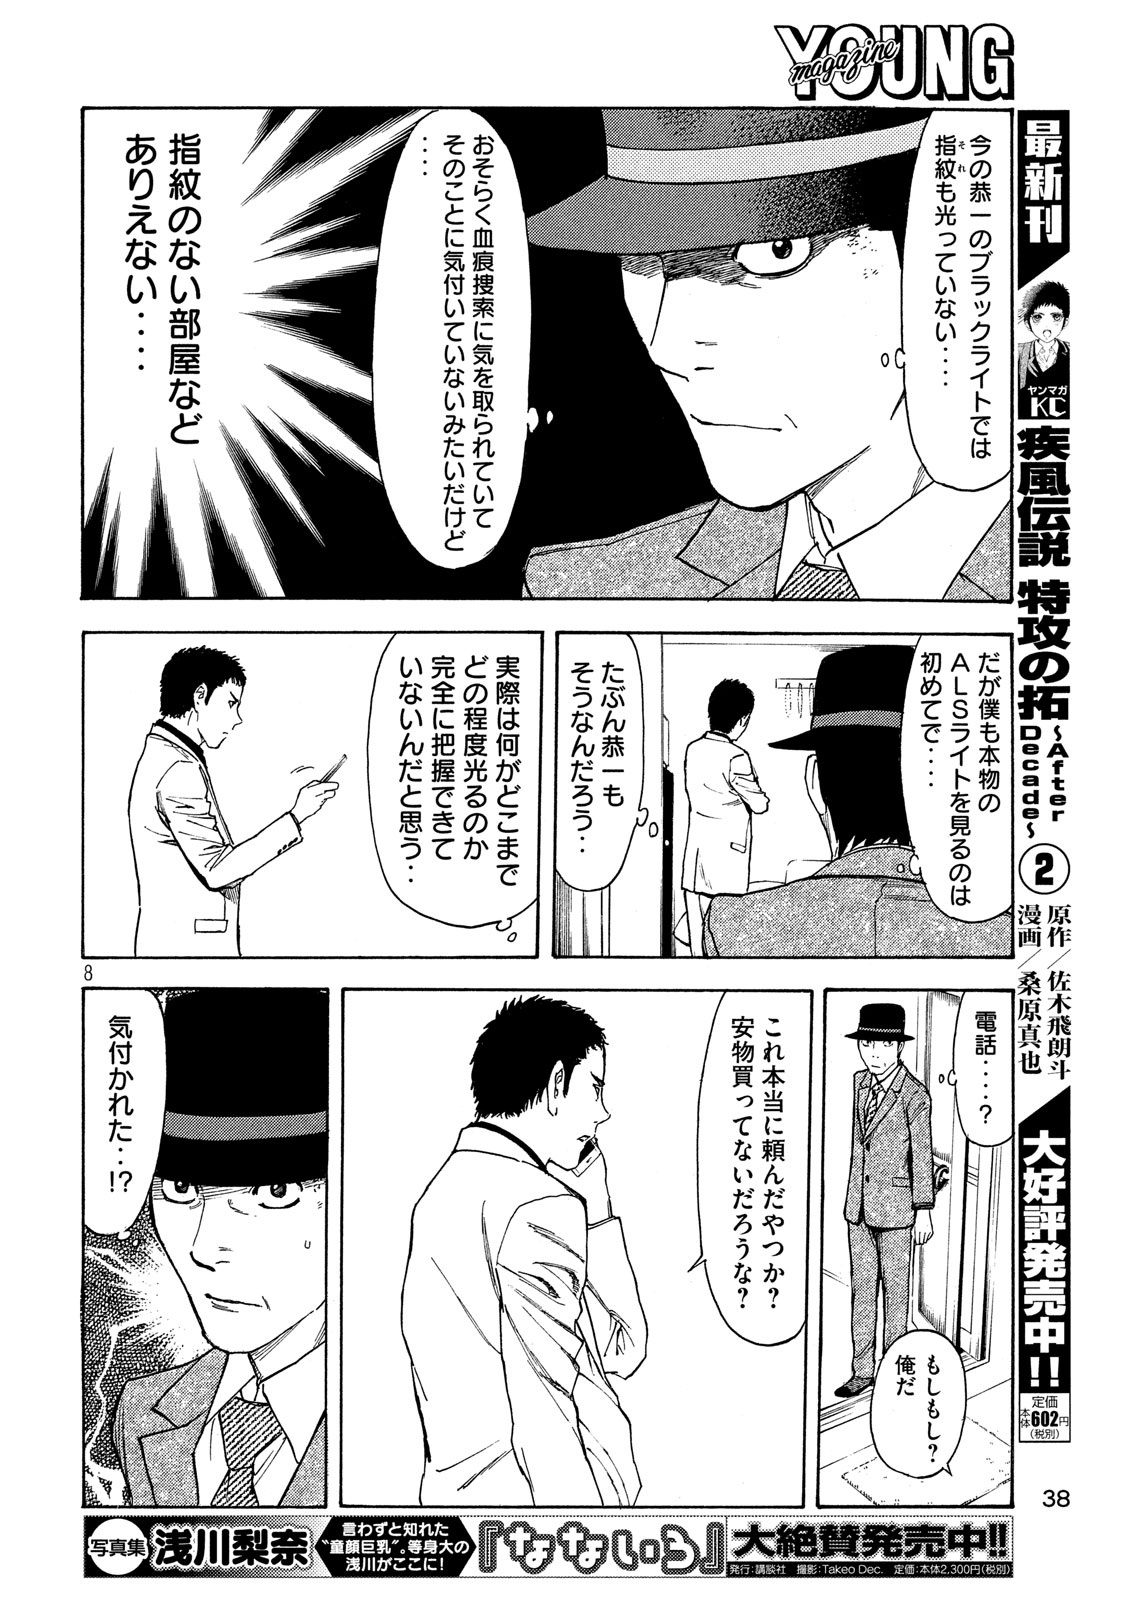 YOUNG
magazine
今の恭一のブラックライトでは
指紋も光っていない‥‥
それ
おそらく血痕捜索に気を取られていて
そのことに気付いていないみたいだけど
‥‥
指紋のない部屋など
ありえない‥‥
だが僕も本物の
ALSライトを見るのは
初めてで‥‥
たぶん恭一も
そうなんだろう‥
実際は何がどこまで
どの程度光るのか
完全に把握できて
いないんだと思う‥
8
電話‥‥?
もしもし?
俺だ
これ本当に頼んだやつか?
安物買ってないだろうな?
気付かれた‥!?
最新刊
ヤンマガ
KC
疾風伝説 特攻の拓
〜After
Decade〜
②
原作/佐木飛朗斗
漫画/桑原真也
大好評発売中!!
定価
本体602円
(税別)
38
写真集
浅川梨奈
言わずと知れた
“童顔巨乳”。等身大の
浅川がここに!
『なないろ』
大絶賛発売中!!
発行:講談社 撮影:Takeo Dec. 定価:本体2,300円(税別)